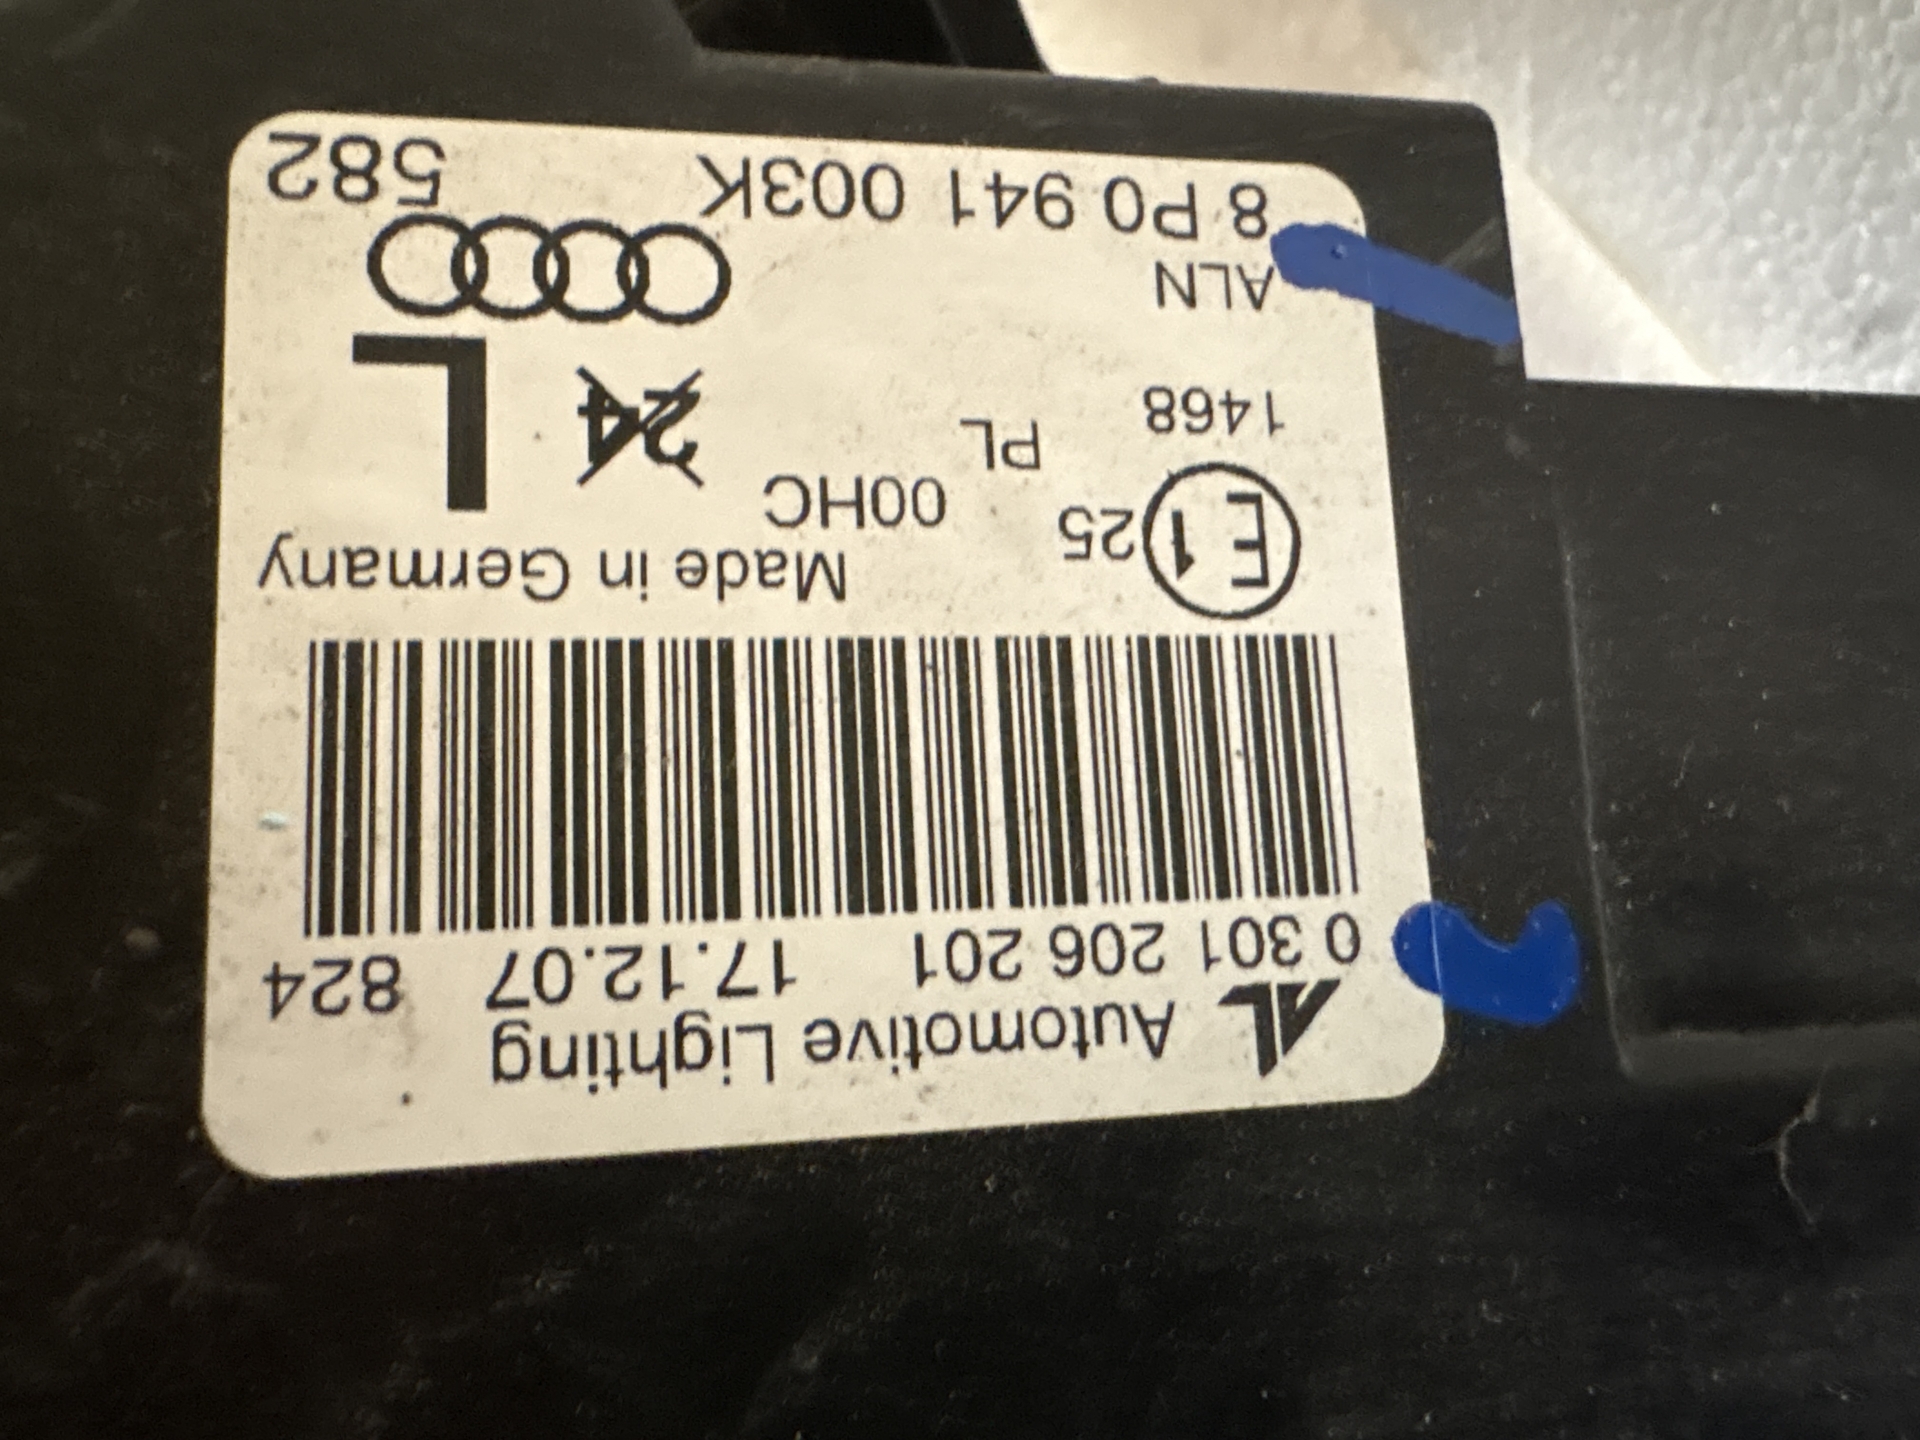 Automotive Lighting
0 301 206 201 17.12.07 824
Made in Germany
E1 25 00HC PL
1468
24 L
ALN
8 P0 941 003K 582